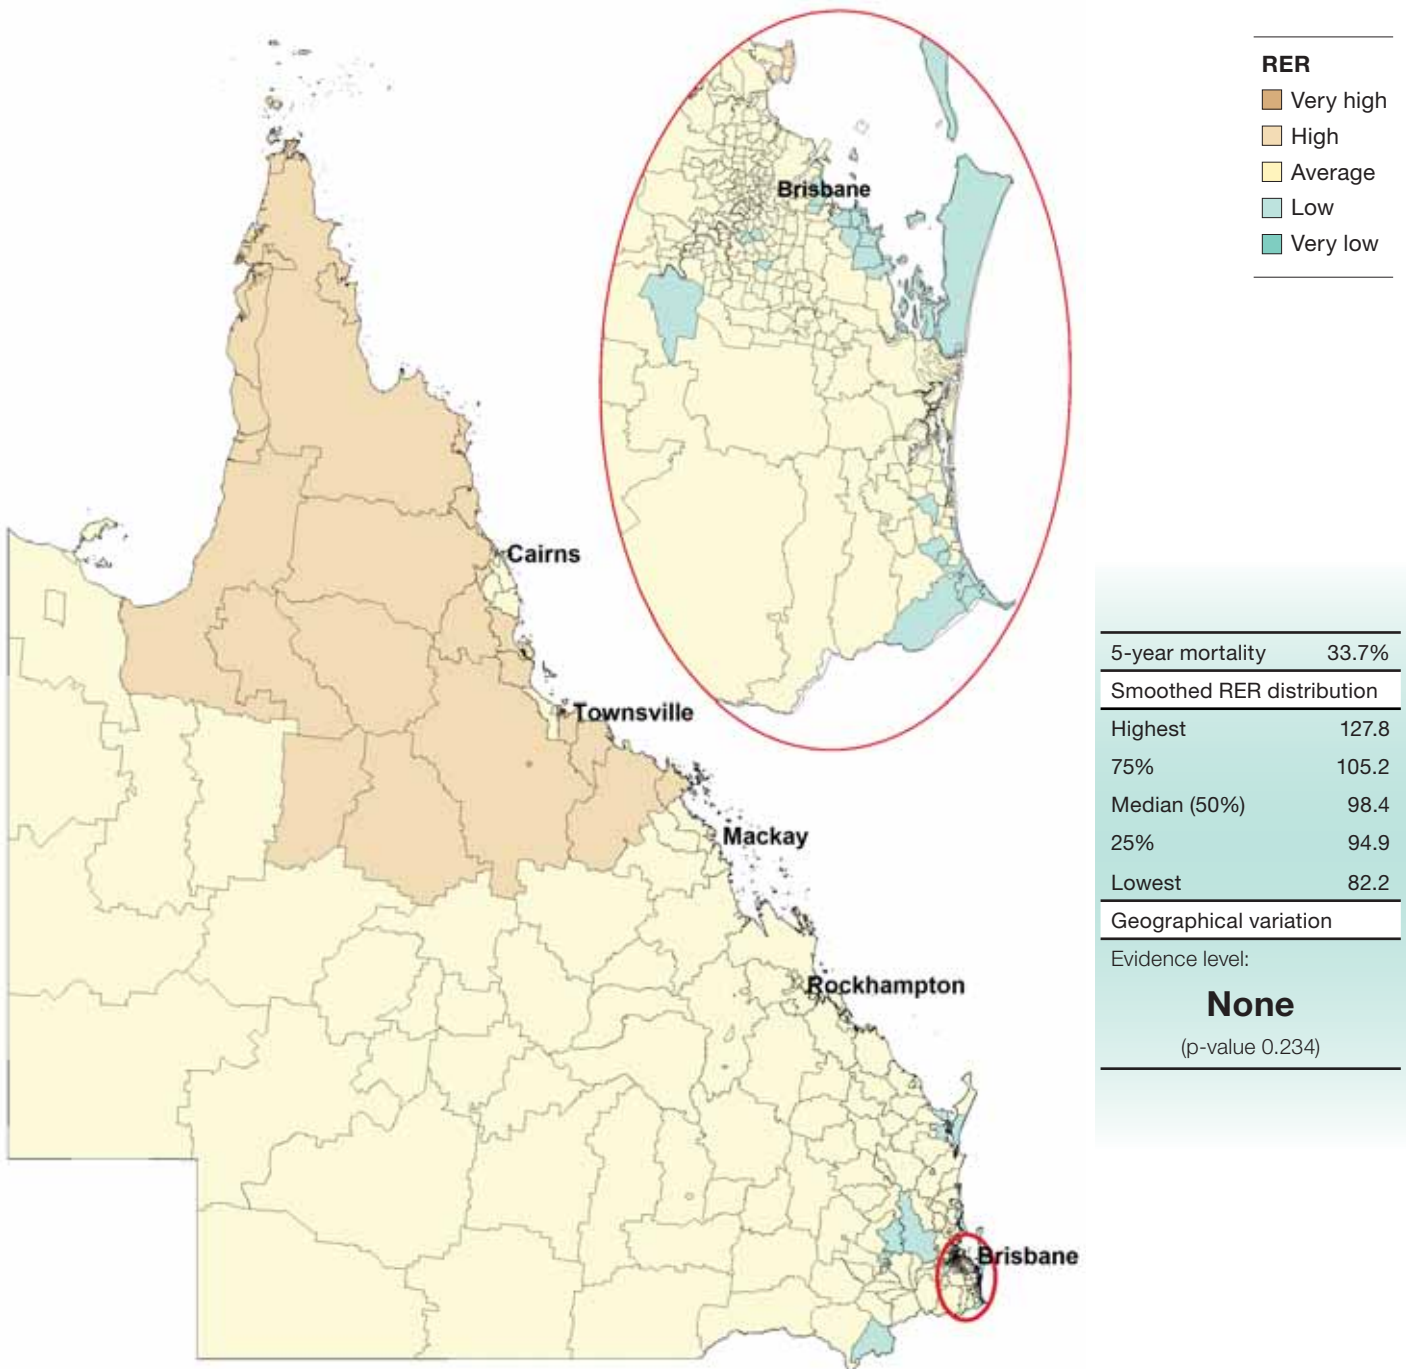 RER
Very high
High
Average
Low
Very low
Brisbane
Cairns
Townsville
Mackay
Rockhampton
Brisbane
5-year mortality 33.7%
Smoothed RER distribution
Highest 127.8
75% 105.2
Median (50%) 98.4
25% 94.9
Lowest 82.2
Geographical variation
Evidence level:
None
(p-value 0.234)